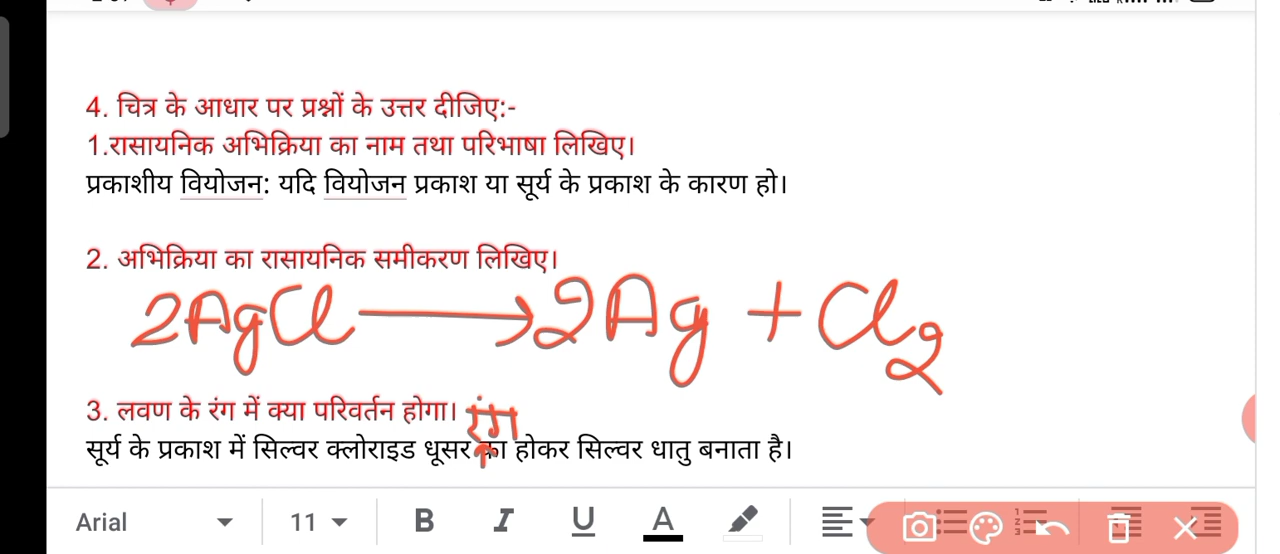 4. चित्र के आधार पर प्रश्नों के उत्तर दीजिए:-
1.रासायनिक अभिक्रिया का नाम तथा परिभाषा लिखिए।
प्रकाशीय वियोजन: यदि वियोजन प्रकाश या सूर्य के प्रकाश के कारण हो।
2. अभिक्रिया का रासायनिक समीकरण लिखिए।
2AgCl → 2Ag + Cl₂
3. लवण के रंग में क्या परिवर्तन होगा।
रंग
सूर्य के प्रकाश में सिल्वर क्लोराइड धूसर का होकर सिल्वर धातु बनाता है।
Arial 11 B I U A